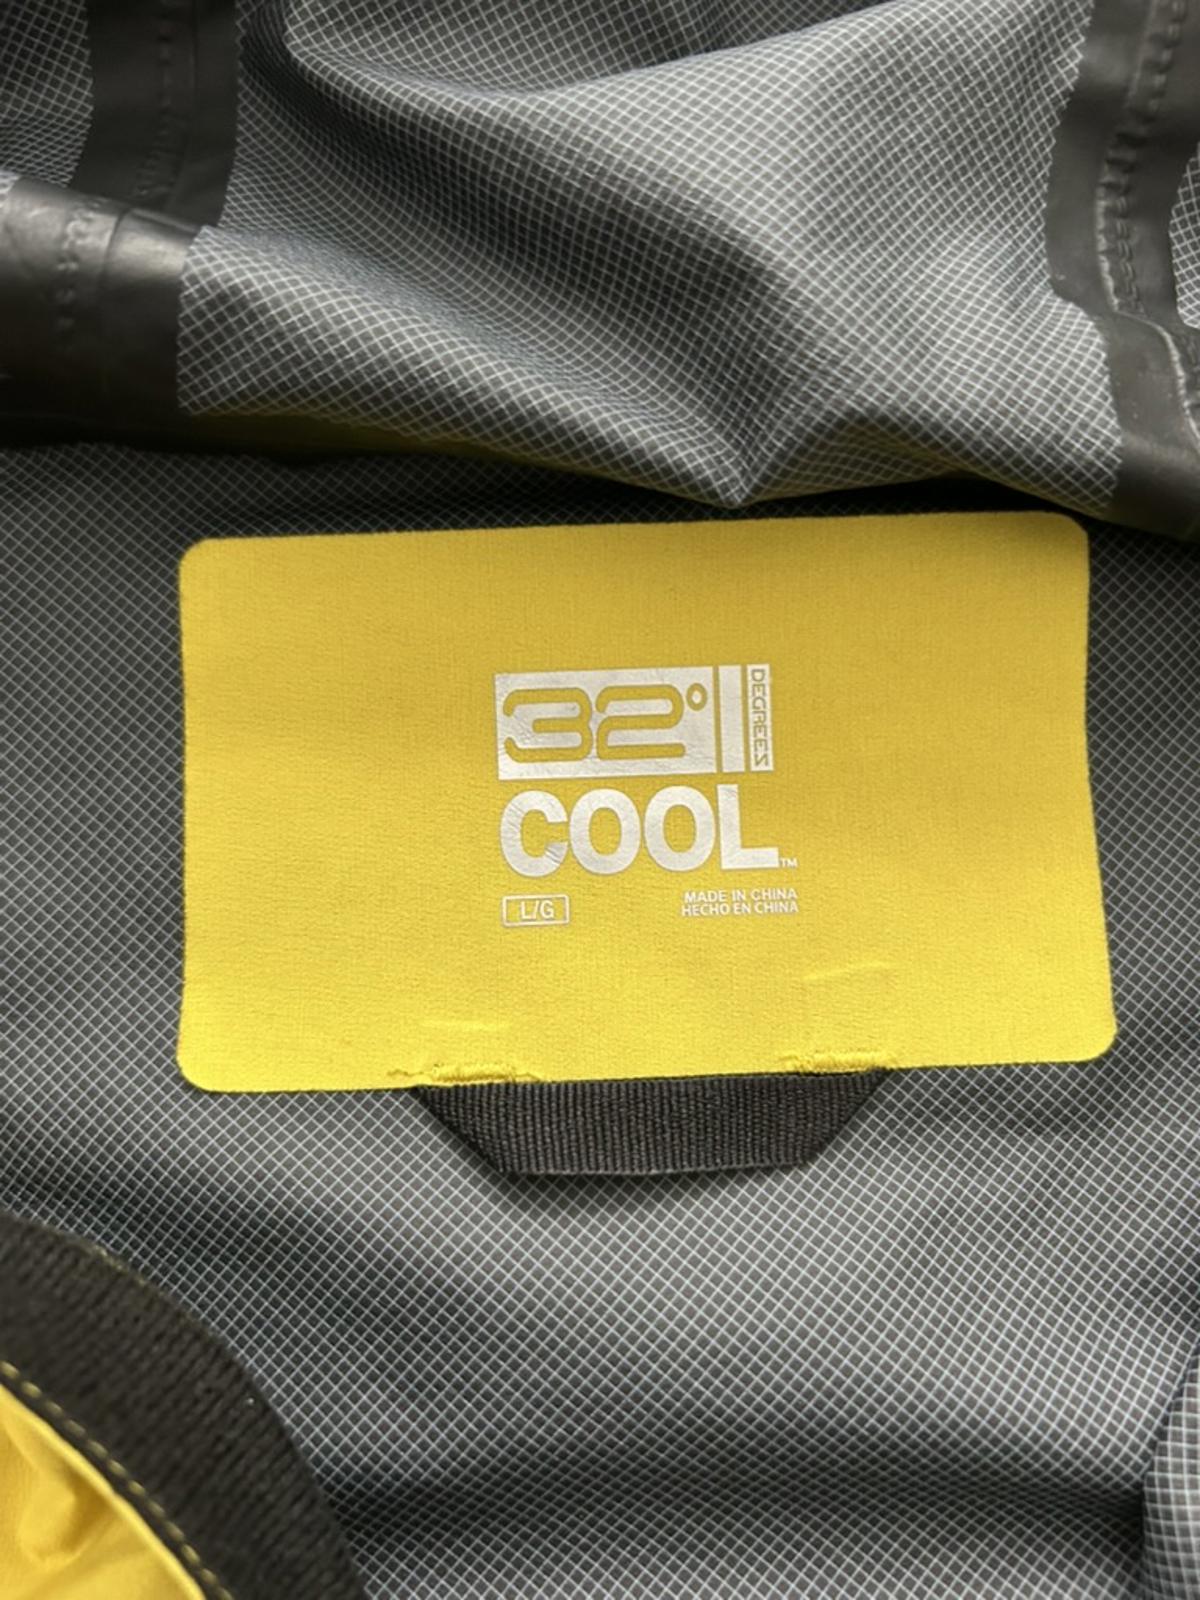 32° DEGREES
COOL™
L/G
MADE IN CHINA
HECHO EN CHINA